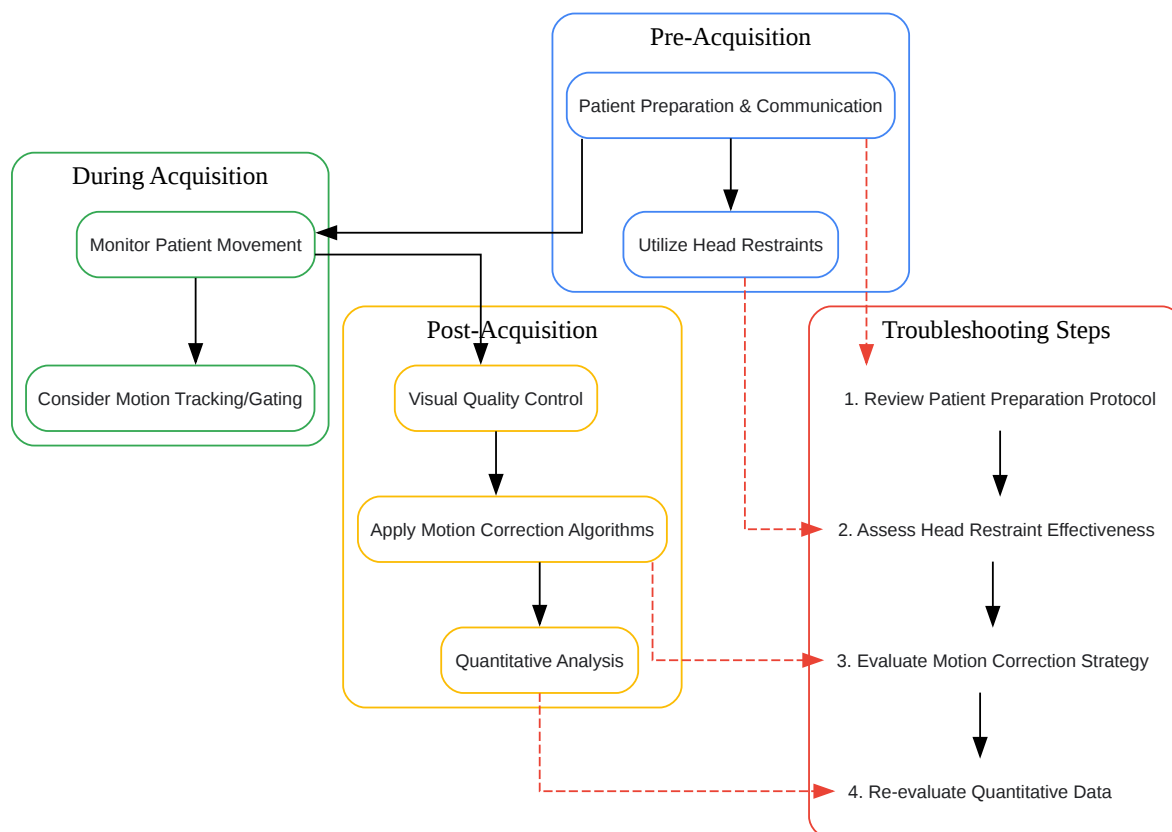 Pre-Acquisition
Patient Preparation & Communication
Utilize Head Restraints
During Acquisition
Monitor Patient Movement
Consider Motion Tracking/Gating
Post-Acquisition
Visual Quality Control
Apply Motion Correction Algorithms
Quantitative Analysis
Troubleshooting Steps
1. Review Patient Preparation Protocol
2. Assess Head Restraint Effectiveness
3. Evaluate Motion Correction Strategy
4. Re-evaluate Quantitative Data